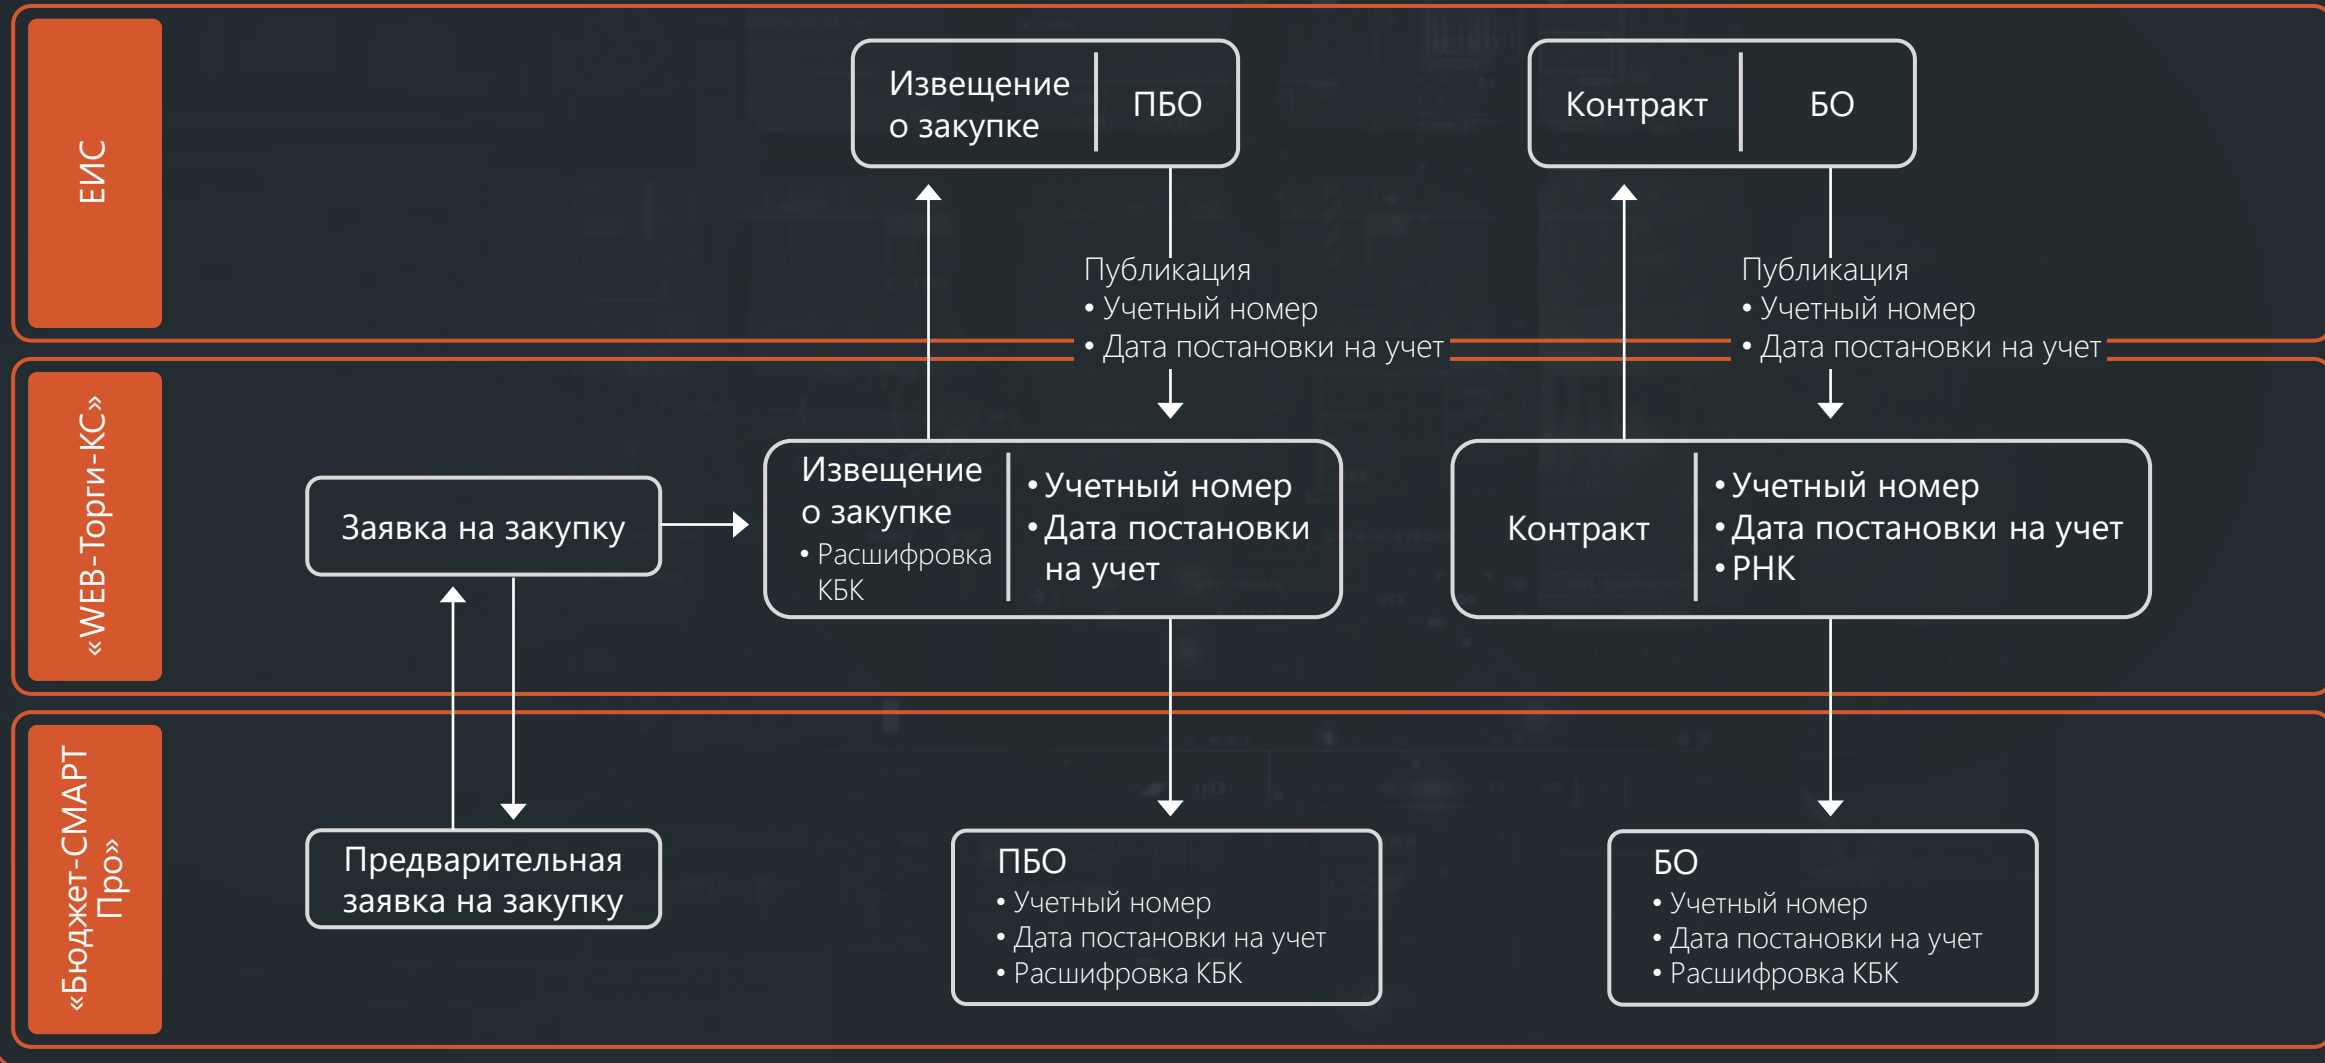 ЕИС
Извещение
о закупке
ПБО
Контракт
БО
Публикация
• Учетный номер
• Дата постановки на учет
Публикация
• Учетный номер
• Дата постановки на учет
«WEB-Торги-КС»
Заявка на закупку
Извещение
о закупке
• Расшифровка
КБК
• Учетный номер
• Дата постановки
на учет
Контракт
• Учетный номер
• Дата постановки на учет
• РНК
«Бюджет-СМАРТ
Про»
Предварительная
заявка на закупку
ПБО
• Учетный номер
• Дата постановки на учет
• Расшифровка КБК
БО
• Учетный номер
• Дата постановки на учет
• Расшифровка КБК